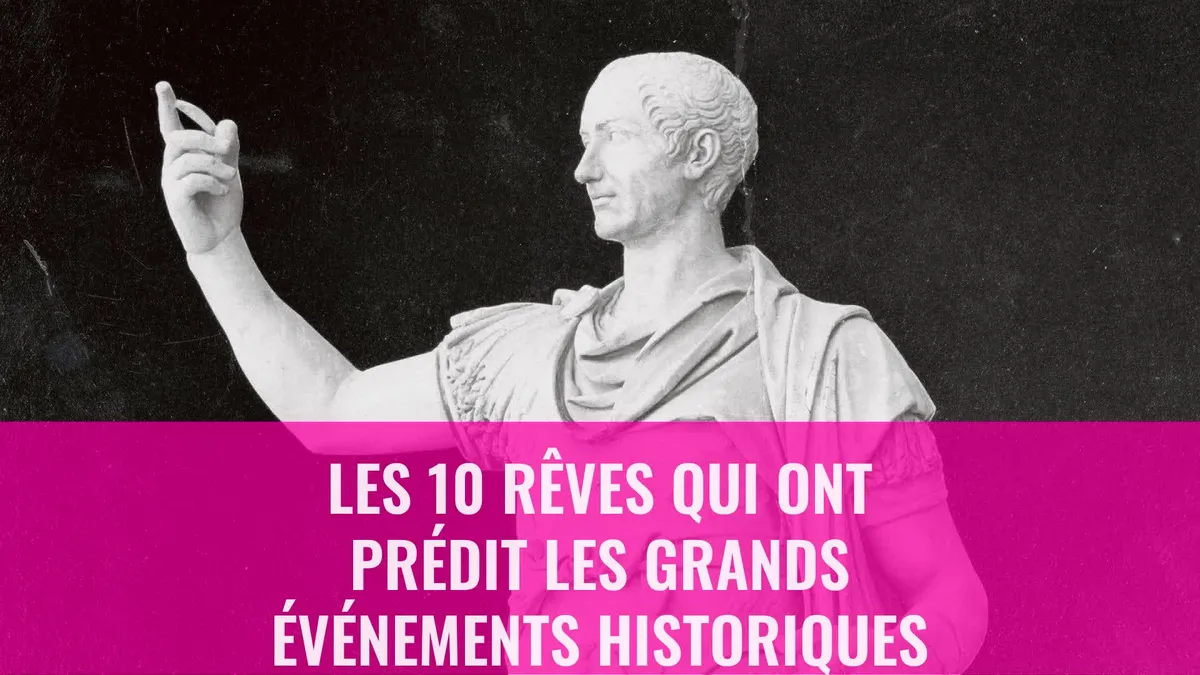 LES 10 RÊVES QUI ONT
PRÉDIT LES GRANDS
ÉVÉNEMENTS HISTORIQUES